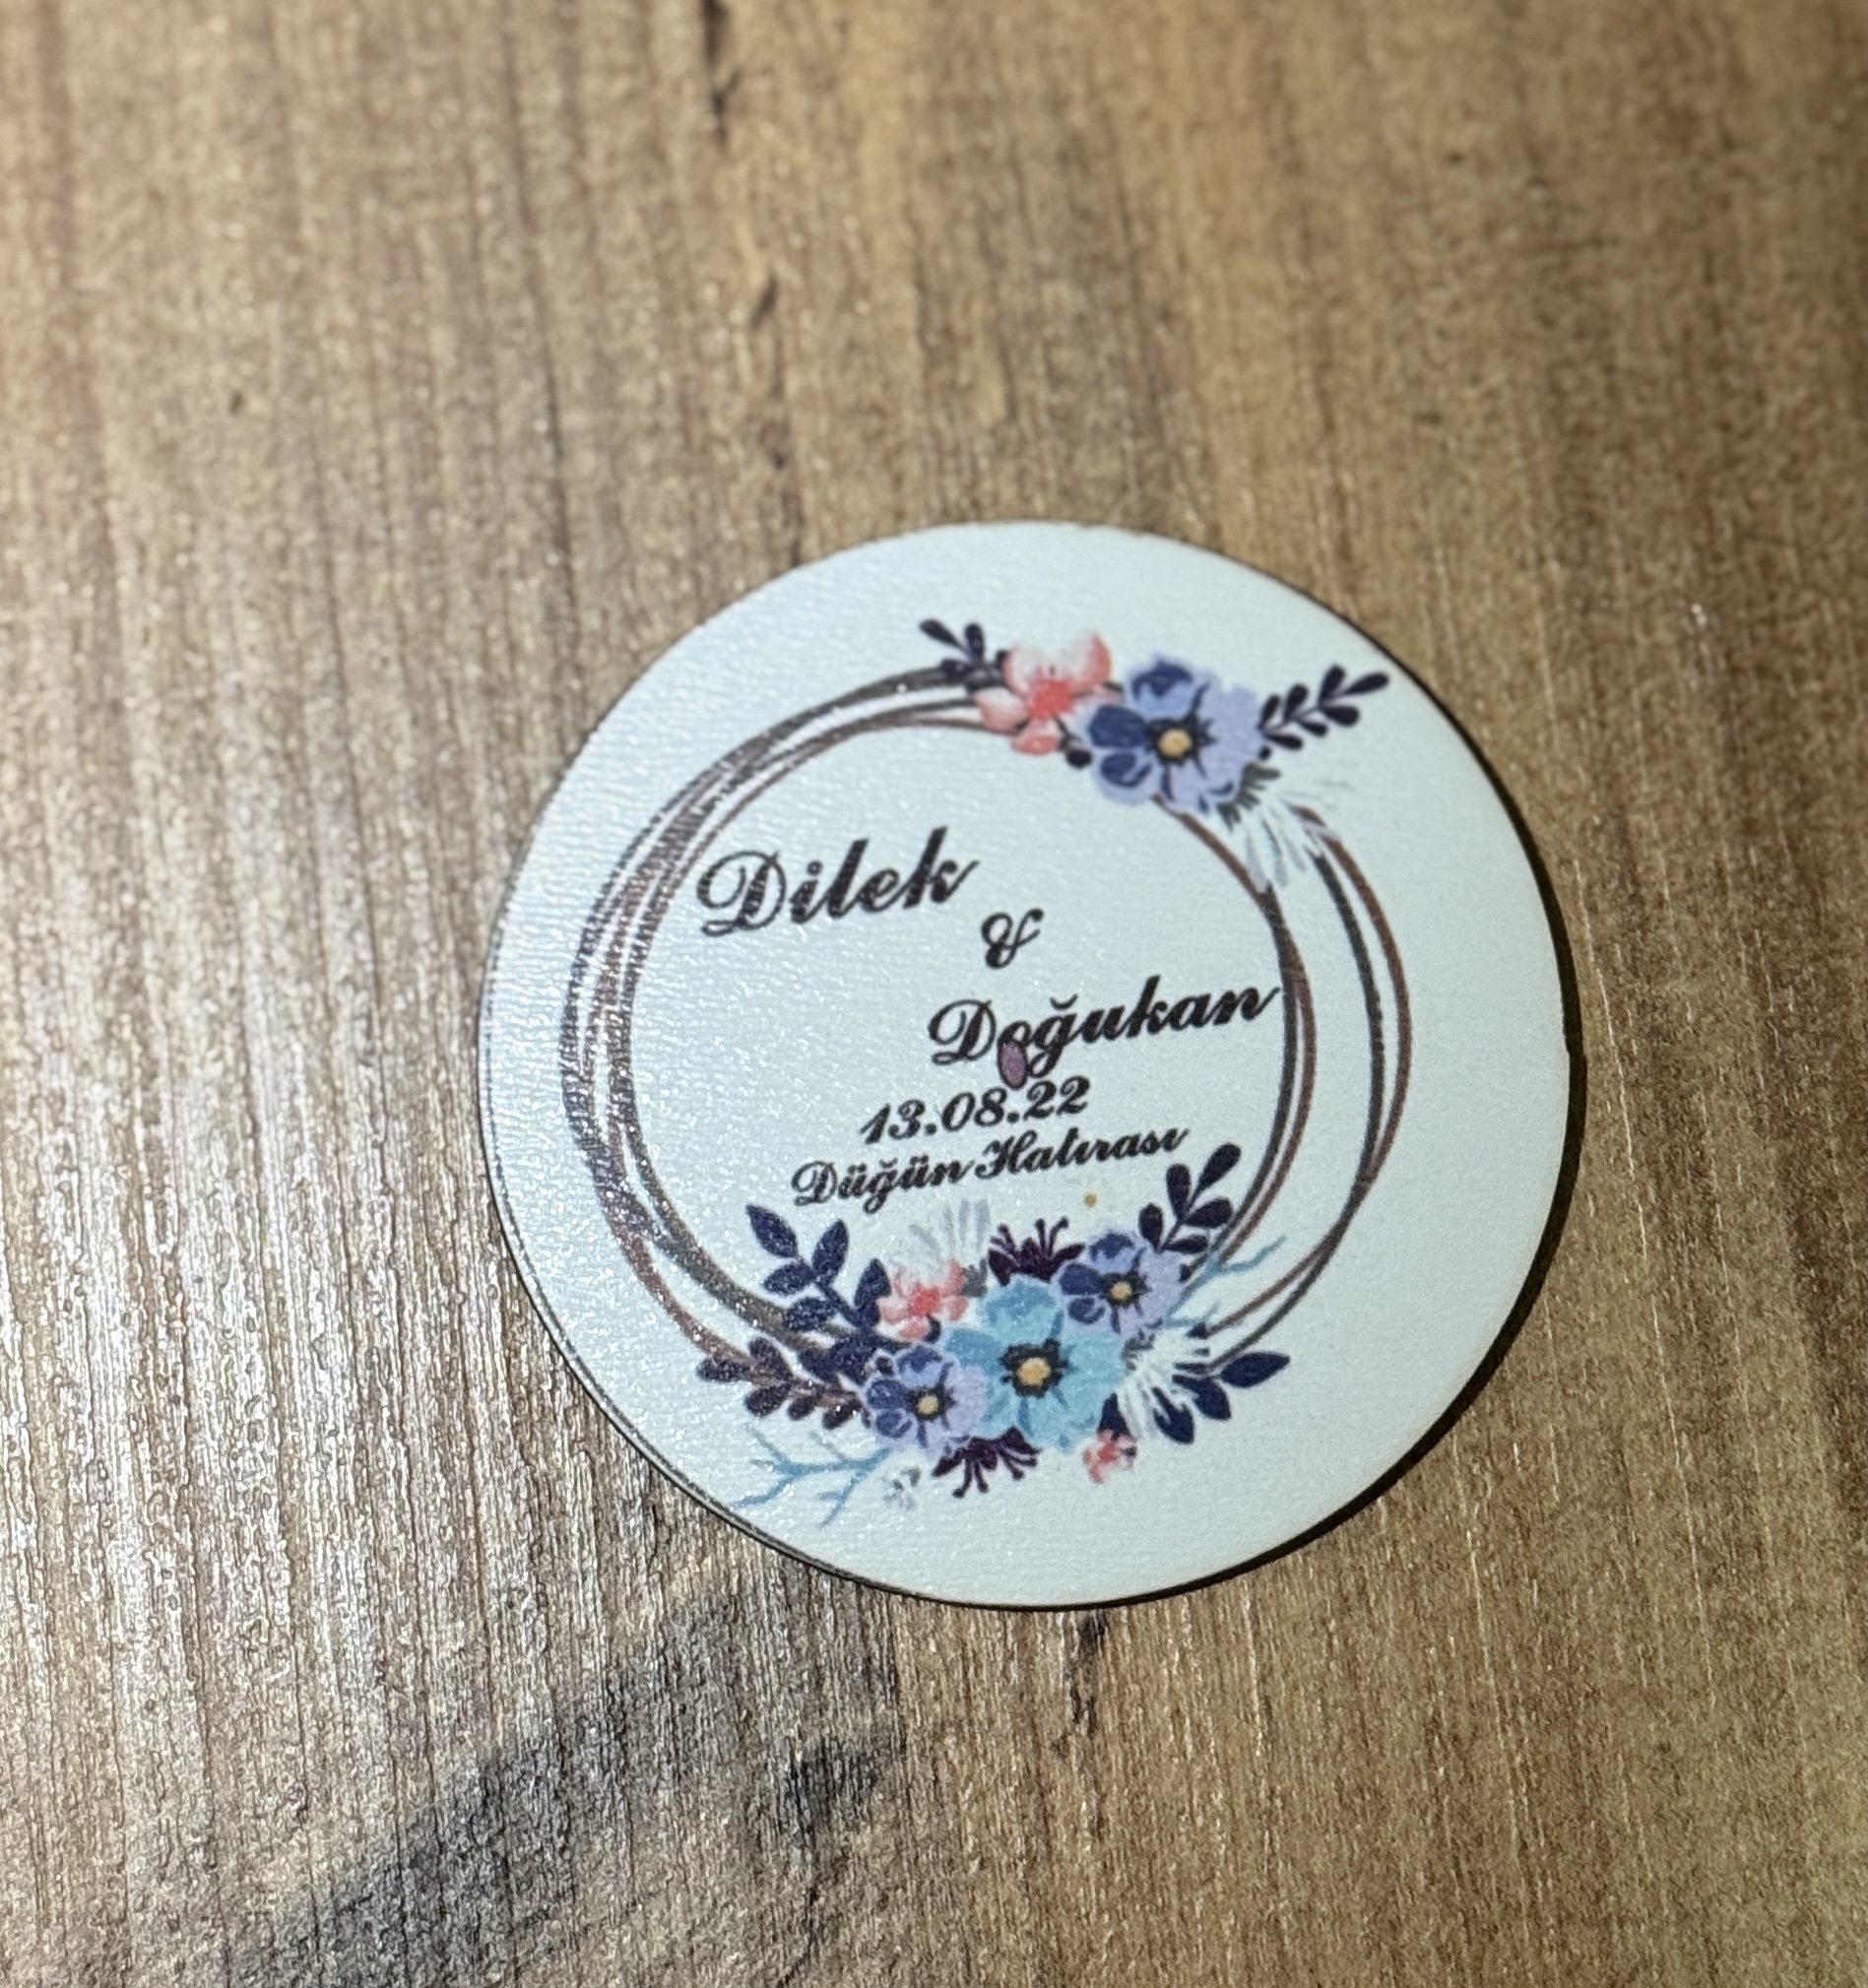 Dilek
&
Doğukan
13.08.22
Düğün Hatırası